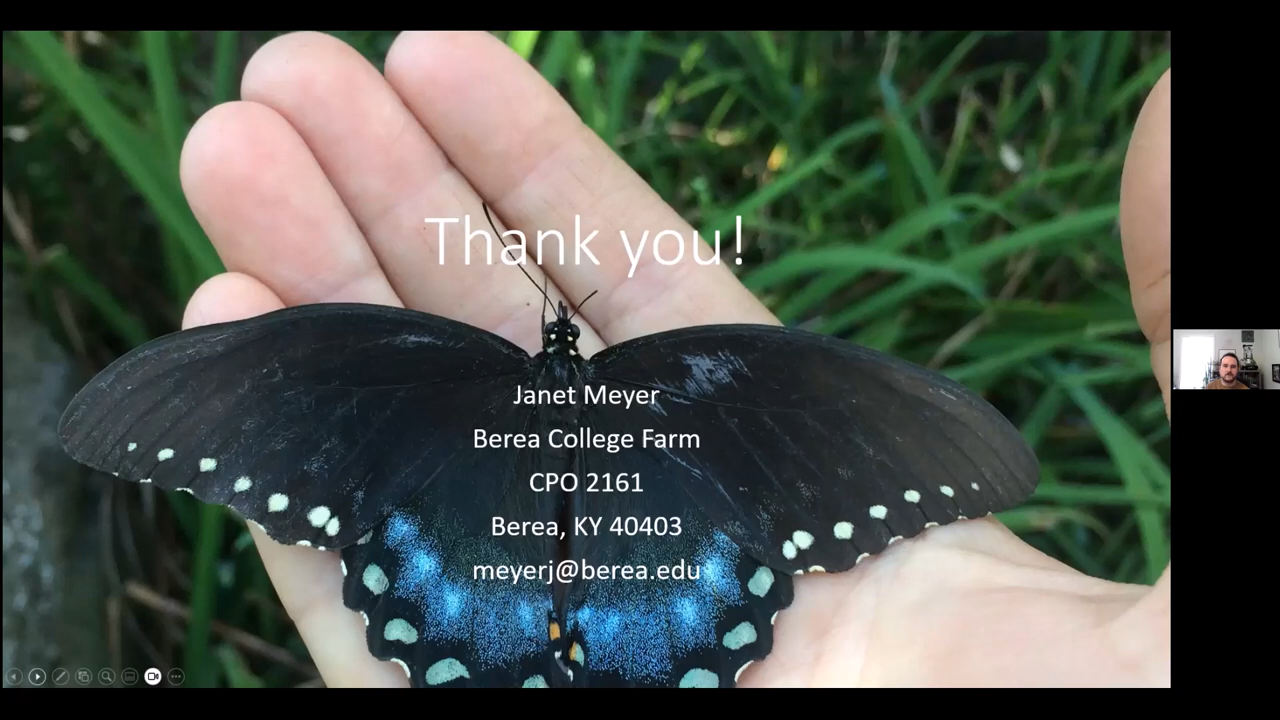 Thank you!
Janet Meyer
Berea College Farm
CPO 2161
Berea, KY 40403
meyerj@berea.edu